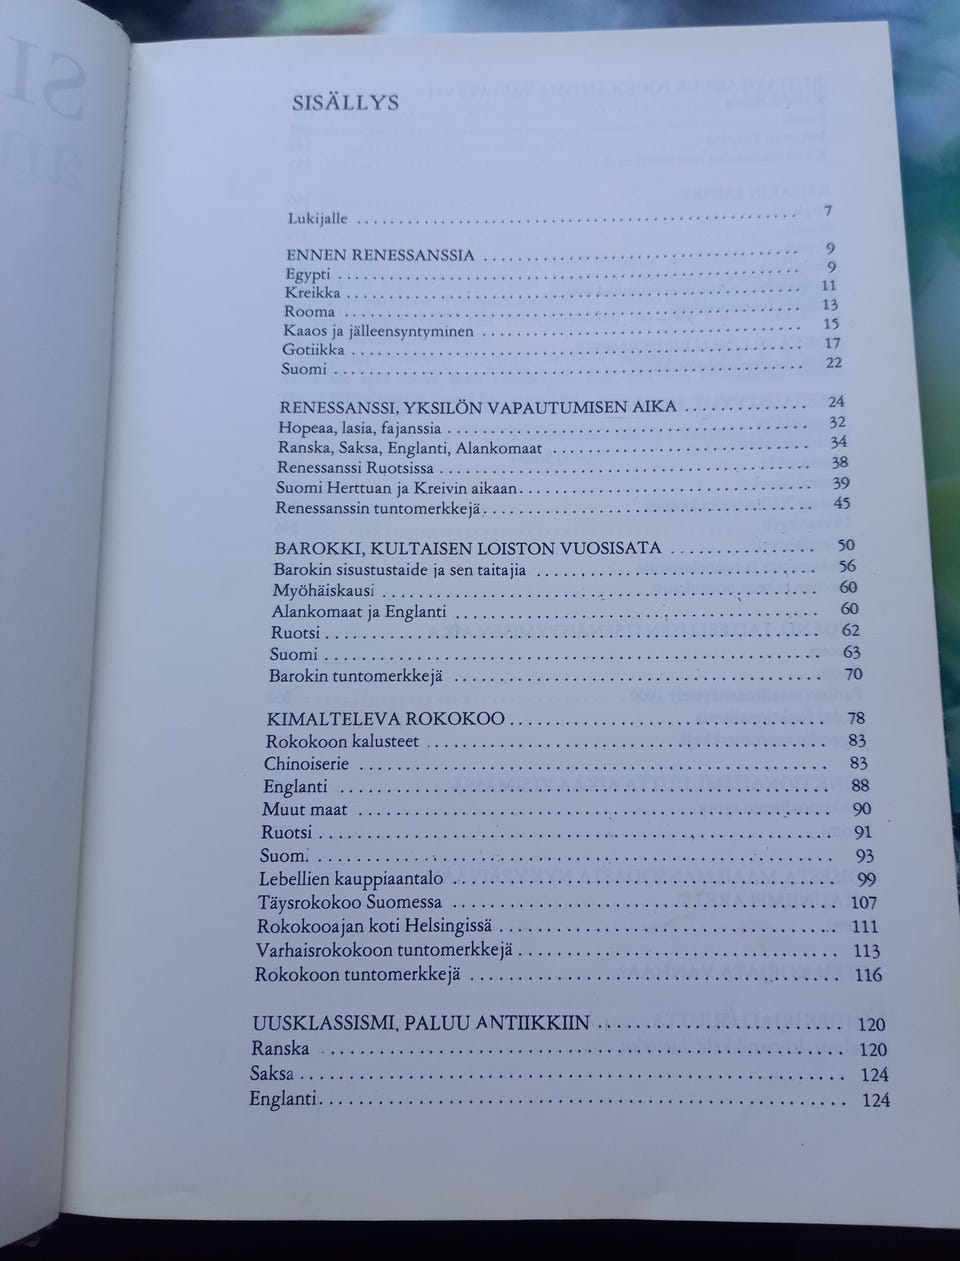 SISÄLLYS
Lukijalle 7
ENNEN RENESSANSSIA 9
Egypti 9
Kreikka 11
Rooma 13
Kaaos ja jälleensyntyminen 15
Gotiikka 17
Suomi 22
RENESSANSSI, YKSILÖN VAPAUTUMISEN AIKA 24
Hopeaa, lasia, fajanssia 32
Ranska, Saksa, Englanti, Alankomaat 34
Renessanssi Ruotsissa 38
Suomi Herttuan ja Kreivin aikaan 39
Renessanssin tuntomerkkejä 45
BAROKKI, KULTAISEN LOISTON VUOSISATA 50
Barokin sisustustaide ja sen taitajia 56
Myöhäiskausi 60
Alankomaat ja Englanti 60
Ruotsi 62
Suomi 63
Barokin tuntomerkkejä 70
KIMALTELEVA ROKOKOO 78
Rokokoon kalusteet 83
Chinoiserie 83
Englanti 88
Muut maat 90
Ruotsi 91
Suomi 93
Lebellien kauppiaantalo 99
Täysrokokoo Suomessa 107
Rokokooajan koti Helsingissä 111
Varhaisrokokoon tuntomerkkejä 113
Rokokoon tuntomerkkejä 116
UUSKLASSISMI, PALUU ANTIIKKIIN 120
Ranska 120
Saksa 124
Englanti 124